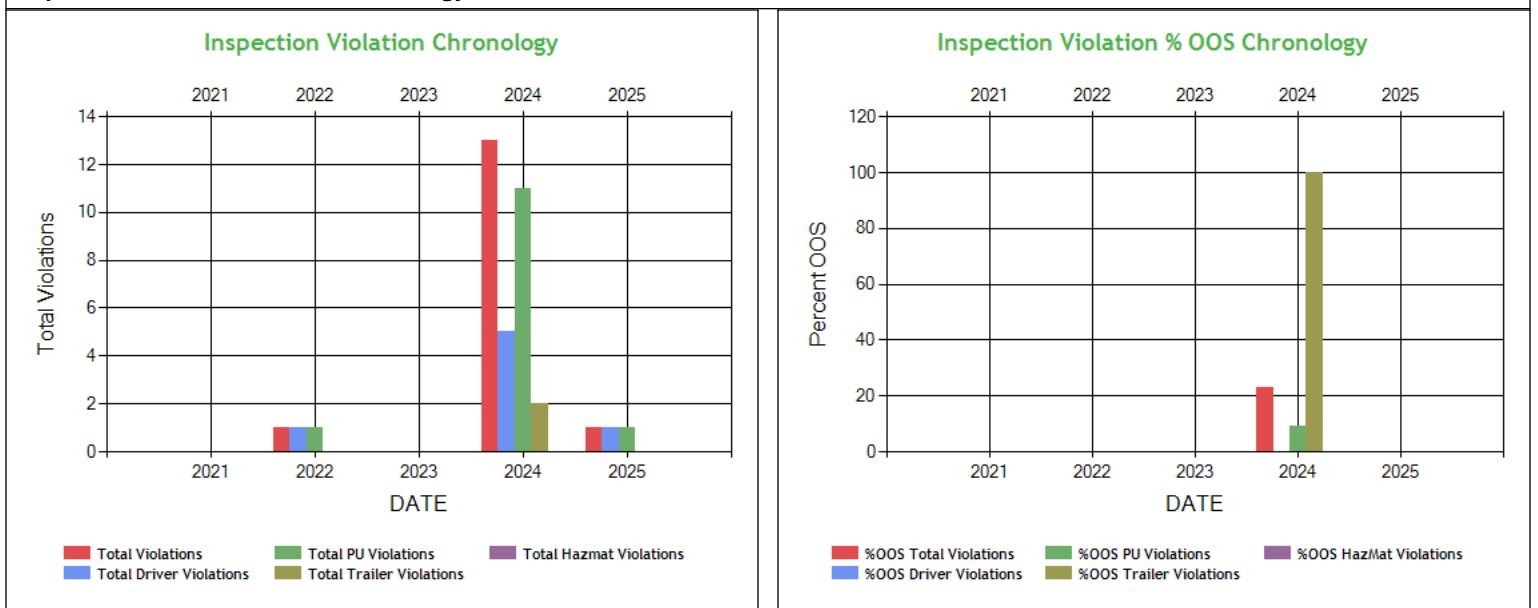 Inspection Violation Chronology
2021 2022 2023 2024 2025
14
12
10
8
6
4
2
0
Total Violations
2021 2022 2023 2024 2025
DATE
Total Violations Total PU Violations Total Hazmat Violations
Total Driver Violations Total Trailer Violations
Inspection Violation % OOS Chronology
2021 2022 2023 2024 2025
120
100
80
60
40
20
0
Percent OOS
2021 2022 2023 2024 2025
DATE
%OOS Total Violations %OOS PU Violations %OOS HazMat Violations
%OOS Driver Violations %OOS Trailer Violations